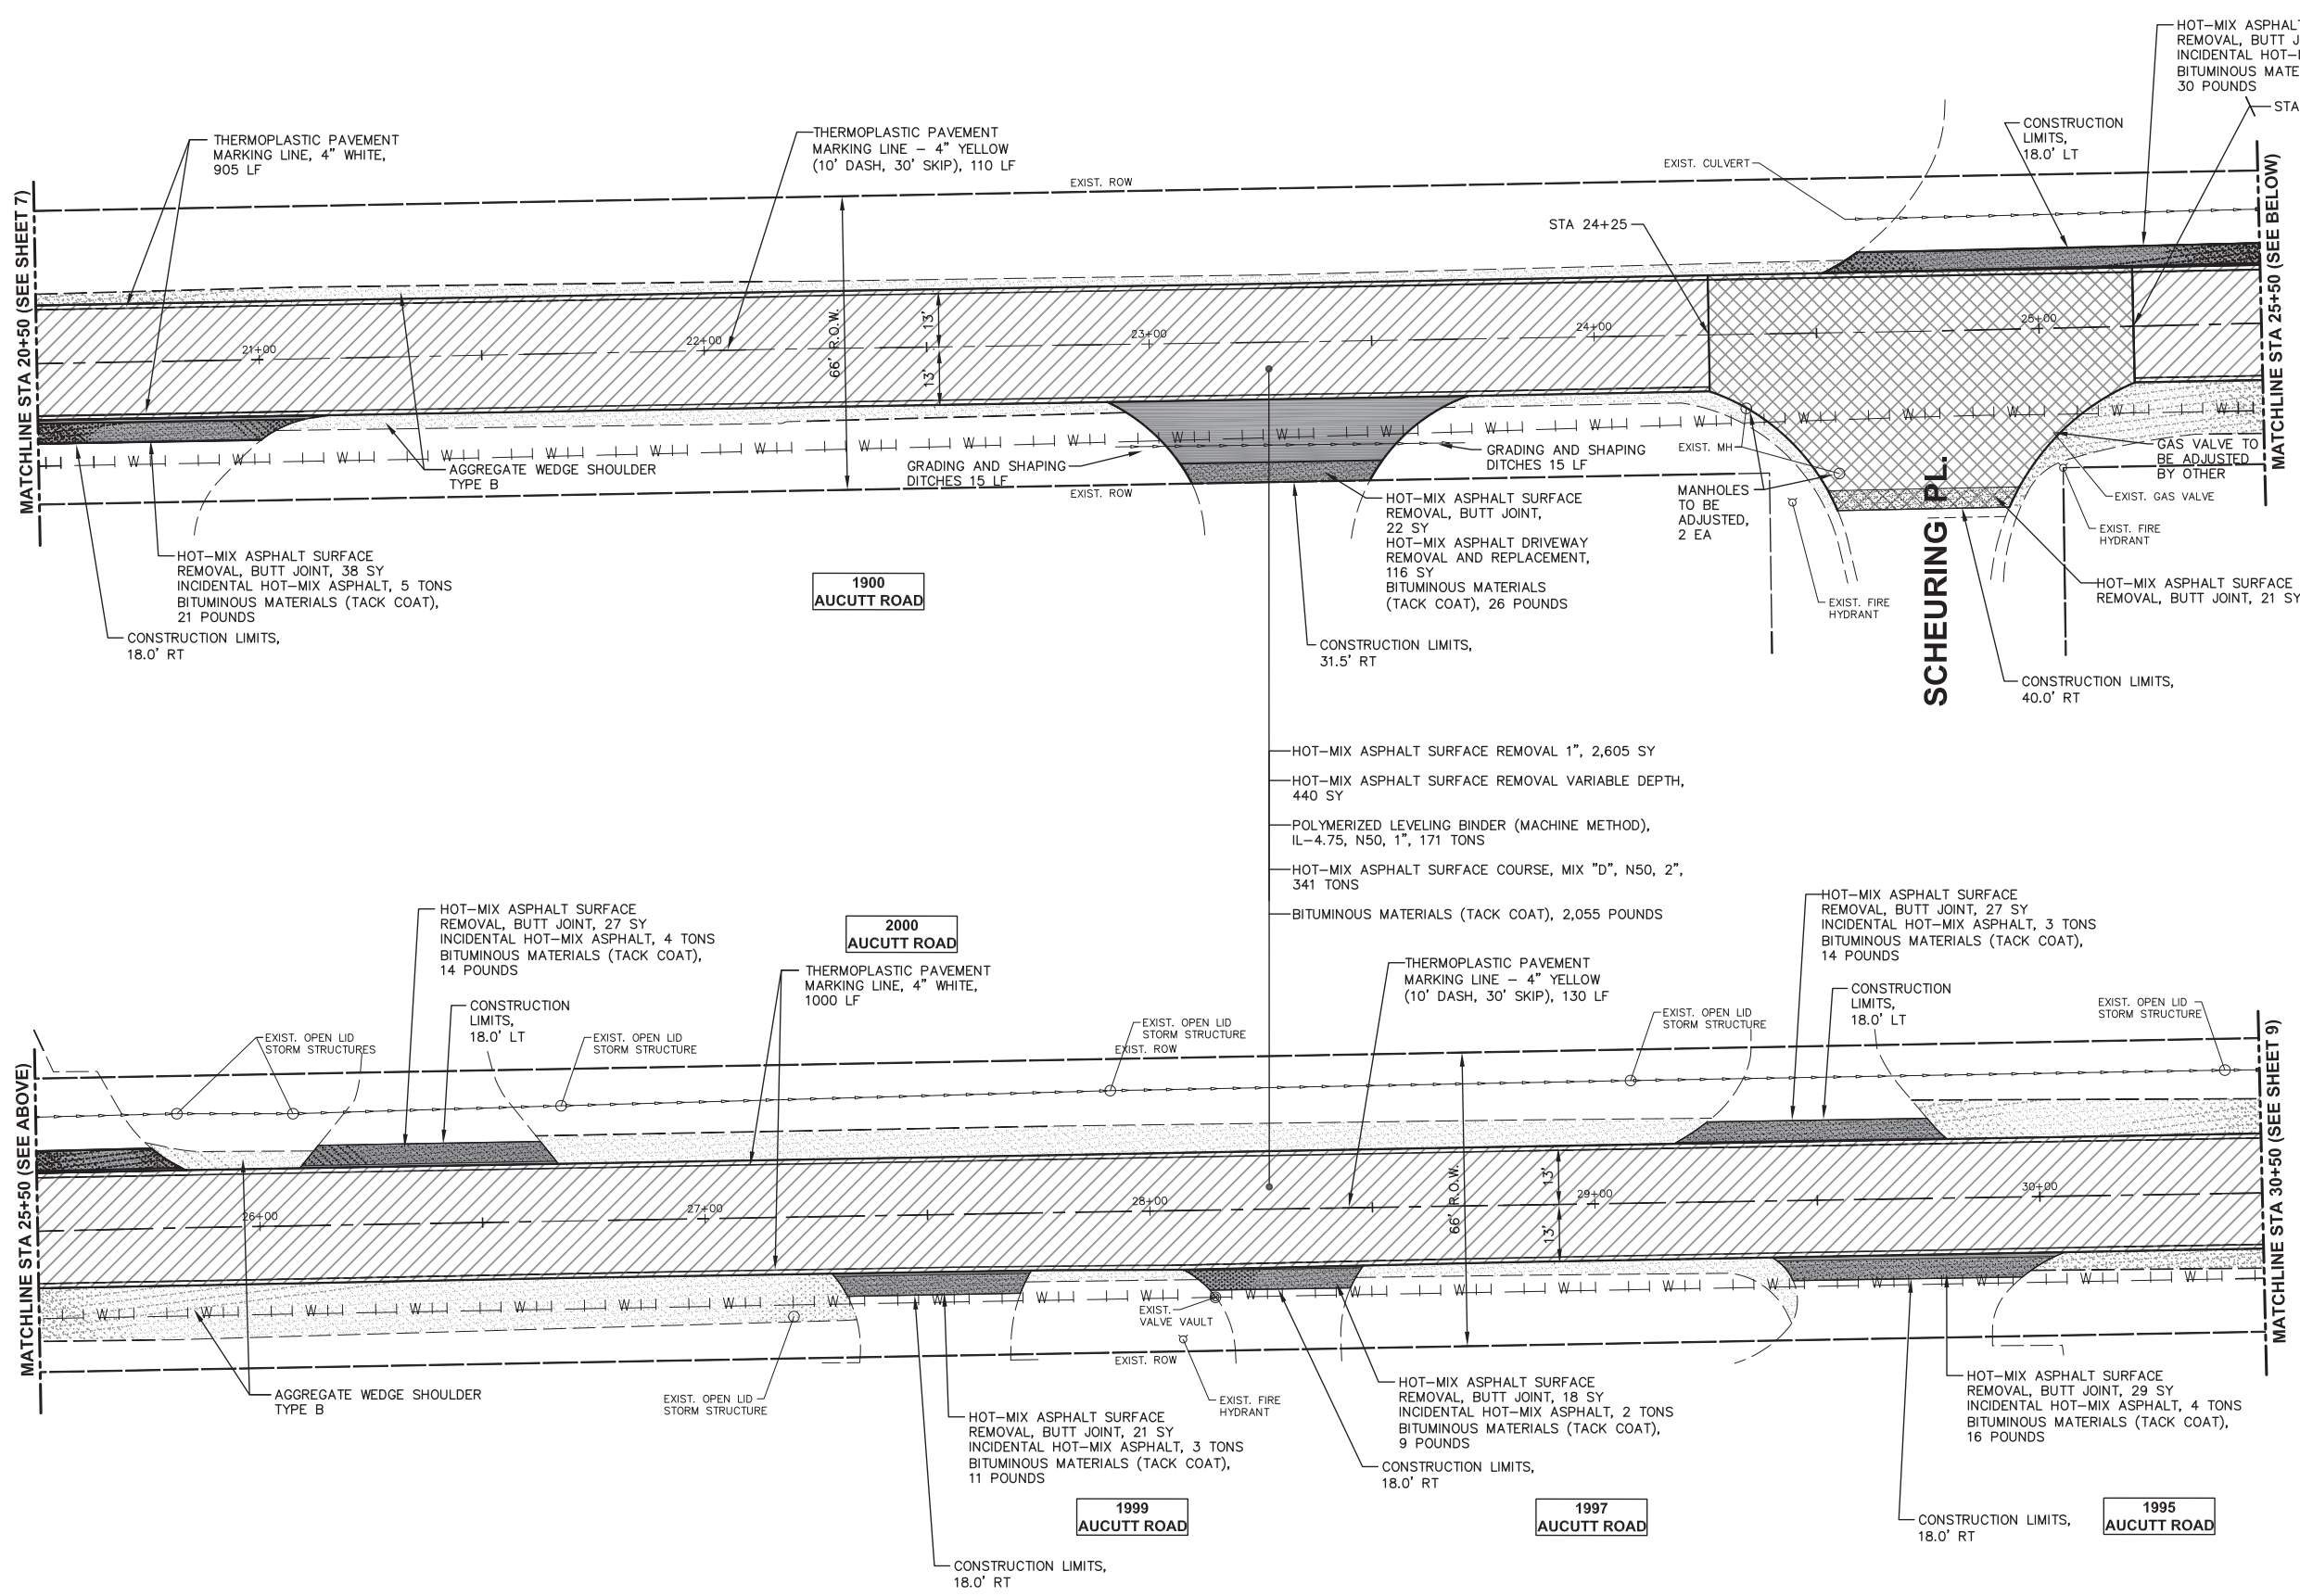 HOT-MIX ASPHALT
REMOVAL, BUTT J
INCIDENTAL HOT-
BITUMINOUS MATE
30 POUNDS
STA
THERMOPLASTIC PAVEMENT
MARKING LINE, 4" WHITE,
905 LF
THERMOPLASTIC PAVEMENT
MARKING LINE – 4" YELLOW
(10' DASH, 30' SKIP), 110 LF
EXIST. ROW
EXIST. CULVERT
CONSTRUCTION
LIMITS,
18.0' LT
STA 24+25
MATCHLINE STA 20+50 (SEE SHEET 7)
MATCHLINE STA 25+50 (SEE BELOW)
21+00
22+00
23+00
24+00
25+00
66' R.O.W.
13'
13'
W W W W W W W W W W W W W W W W W W W W W W
AGGREGATE WEDGE SHOULDER
TYPE B
GRADING AND SHAPING
DITCHES 15 LF
GRADING AND SHAPING
DITCHES 15 LF
EXIST. ROW
EXIST. MH
MANHOLES
TO BE
ADJUSTED,
2 EA
GAS VALVE TO
BE ADJUSTED
BY OTHER
EXIST. GAS VALVE
EXIST. FIRE
HYDRANT
EXIST. FIRE
HYDRANT
SCHEURING PL.
HOT-MIX ASPHALT SURFACE
REMOVAL, BUTT JOINT, 38 SY
INCIDENTAL HOT-MIX ASPHALT, 5 TONS
BITUMINOUS MATERIALS (TACK COAT),
21 POUNDS
CONSTRUCTION LIMITS,
18.0' RT
1900
AUCUTT ROAD
HOT-MIX ASPHALT SURFACE
REMOVAL, BUTT JOINT,
22 SY
HOT-MIX ASPHALT DRIVEWAY
REMOVAL AND REPLACEMENT,
116 SY
BITUMINOUS MATERIALS
(TACK COAT), 26 POUNDS
CONSTRUCTION LIMITS,
31.5' RT
HOT-MIX ASPHALT SURFACE
REMOVAL, BUTT JOINT, 21 SY
CONSTRUCTION LIMITS,
40.0' RT
HOT-MIX ASPHALT SURFACE REMOVAL 1", 2,605 SY
HOT-MIX ASPHALT SURFACE REMOVAL VARIABLE DEPTH,
440 SY
POLYMERIZED LEVELING BINDER (MACHINE METHOD),
IL-4.75, N50, 1", 171 TONS
HOT-MIX ASPHALT SURFACE COURSE, MIX "D", N50, 2",
341 TONS
BITUMINOUS MATERIALS (TACK COAT), 2,055 POUNDS
HOT-MIX ASPHALT SURFACE
REMOVAL, BUTT JOINT, 27 SY
INCIDENTAL HOT-MIX ASPHALT, 4 TONS
BITUMINOUS MATERIALS (TACK COAT),
14 POUNDS
CONSTRUCTION
LIMITS,
18.0' LT
2000
AUCUTT ROAD
THERMOPLASTIC PAVEMENT
MARKING LINE, 4" WHITE,
1000 LF
THERMOPLASTIC PAVEMENT
MARKING LINE – 4" YELLOW
(10' DASH, 30' SKIP), 130 LF
HOT-MIX ASPHALT SURFACE
REMOVAL, BUTT JOINT, 27 SY
INCIDENTAL HOT-MIX ASPHALT, 3 TONS
BITUMINOUS MATERIALS (TACK COAT),
14 POUNDS
CONSTRUCTION
LIMITS,
18.0' LT
EXIST. OPEN LID
STORM STRUCTURES
EXIST. OPEN LID
STORM STRUCTURE
EXIST. OPEN LID
STORM STRUCTURE
EXIST. ROW
EXIST. OPEN LID
STORM STRUCTURE
EXIST. OPEN LID
STORM STRUCTURE
MATCHLINE STA 25+50 (SEE ABOVE)
MATCHLINE STA 30+50 (SEE SHEET 9)
26+00
27+00
28+00
29+00
30+00
66' R.O.W.
13'
13'
W W W W W W W W W W W W W W W W W W W W W
EXIST.
VALVE VAULT
EXIST. ROW
AGGREGATE WEDGE SHOULDER
TYPE B
EXIST. OPEN LID
STORM STRUCTURE
EXIST. FIRE
HYDRANT
HOT-MIX ASPHALT SURFACE
REMOVAL, BUTT JOINT, 21 SY
INCIDENTAL HOT-MIX ASPHALT, 3 TONS
BITUMINOUS MATERIALS (TACK COAT),
11 POUNDS
HOT-MIX ASPHALT SURFACE
REMOVAL, BUTT JOINT, 18 SY
INCIDENTAL HOT-MIX ASPHALT, 2 TONS
BITUMINOUS MATERIALS (TACK COAT),
9 POUNDS
CONSTRUCTION LIMITS,
18.0' RT
HOT-MIX ASPHALT SURFACE
REMOVAL, BUTT JOINT, 29 SY
INCIDENTAL HOT-MIX ASPHALT, 4 TONS
BITUMINOUS MATERIALS (TACK COAT),
16 POUNDS
1999
AUCUTT ROAD
1997
AUCUTT ROAD
1995
AUCUTT ROAD
CONSTRUCTION LIMITS,
18.0' RT
CONSTRUCTION LIMITS,
18.0' RT